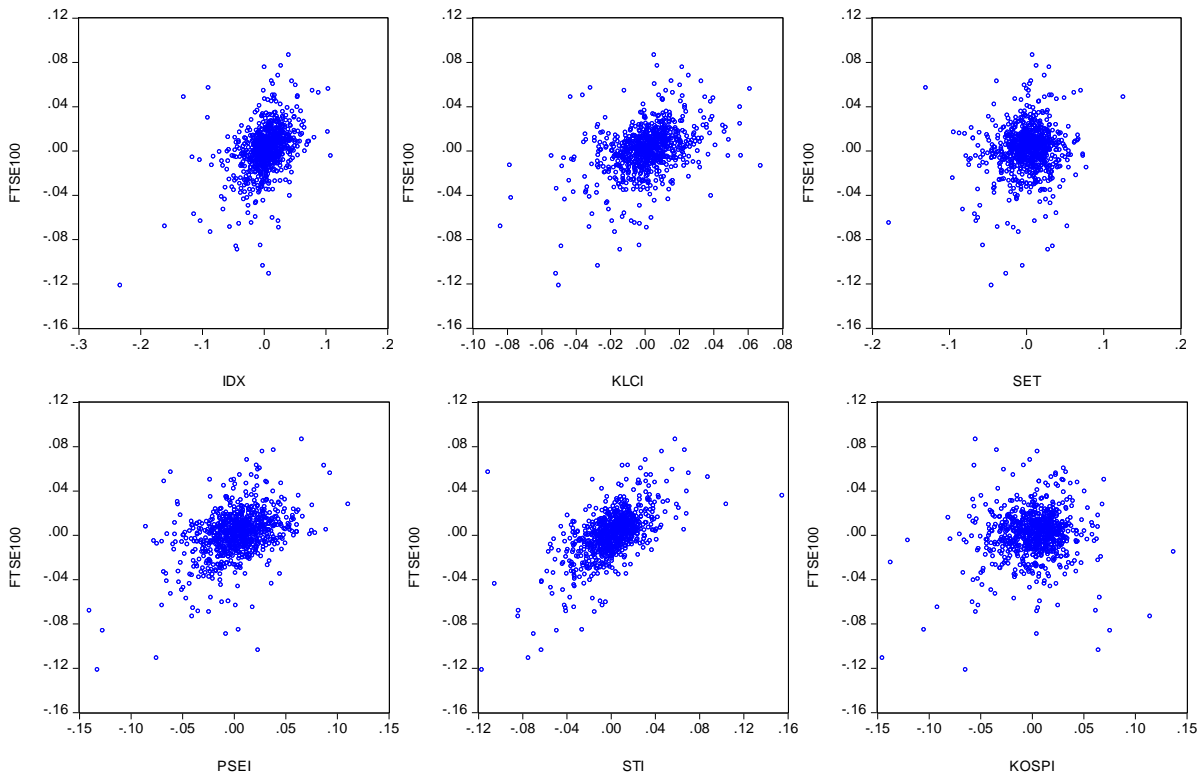 .12 .12 .12
.08 .08 .08
.04 .04 .04
.00 .00 .00
-.04 -.04 -.04
-.08 -.08 -.08
-.12 -.12 -.12
-.16 -.16 -.16
FTSE100 FTSE100 FTSE100
-.3 -.2 -.1 .0 .1 .2 -.10 -.08 -.06 -.04 -.02 .00 .02 .04 .06 .08 -.2 -.1 .0 .1 .2
IDX KLCI SET
.12 .12 .12
.08 .08 .08
.04 .04 .04
.00 .00 .00
-.04 -.04 -.04
-.08 -.08 -.08
-.12 -.12 -.12
-.16 -.16 -.16
FTSE100 FTSE100 FTSE100
-.15 -.10 -.05 .00 .05 .10 .15 -.12 -.08 -.04 .00 .04 .08 .12 .16 -.15 -.10 -.05 .00 .05 .10 .15
PSEI STI KOSPI